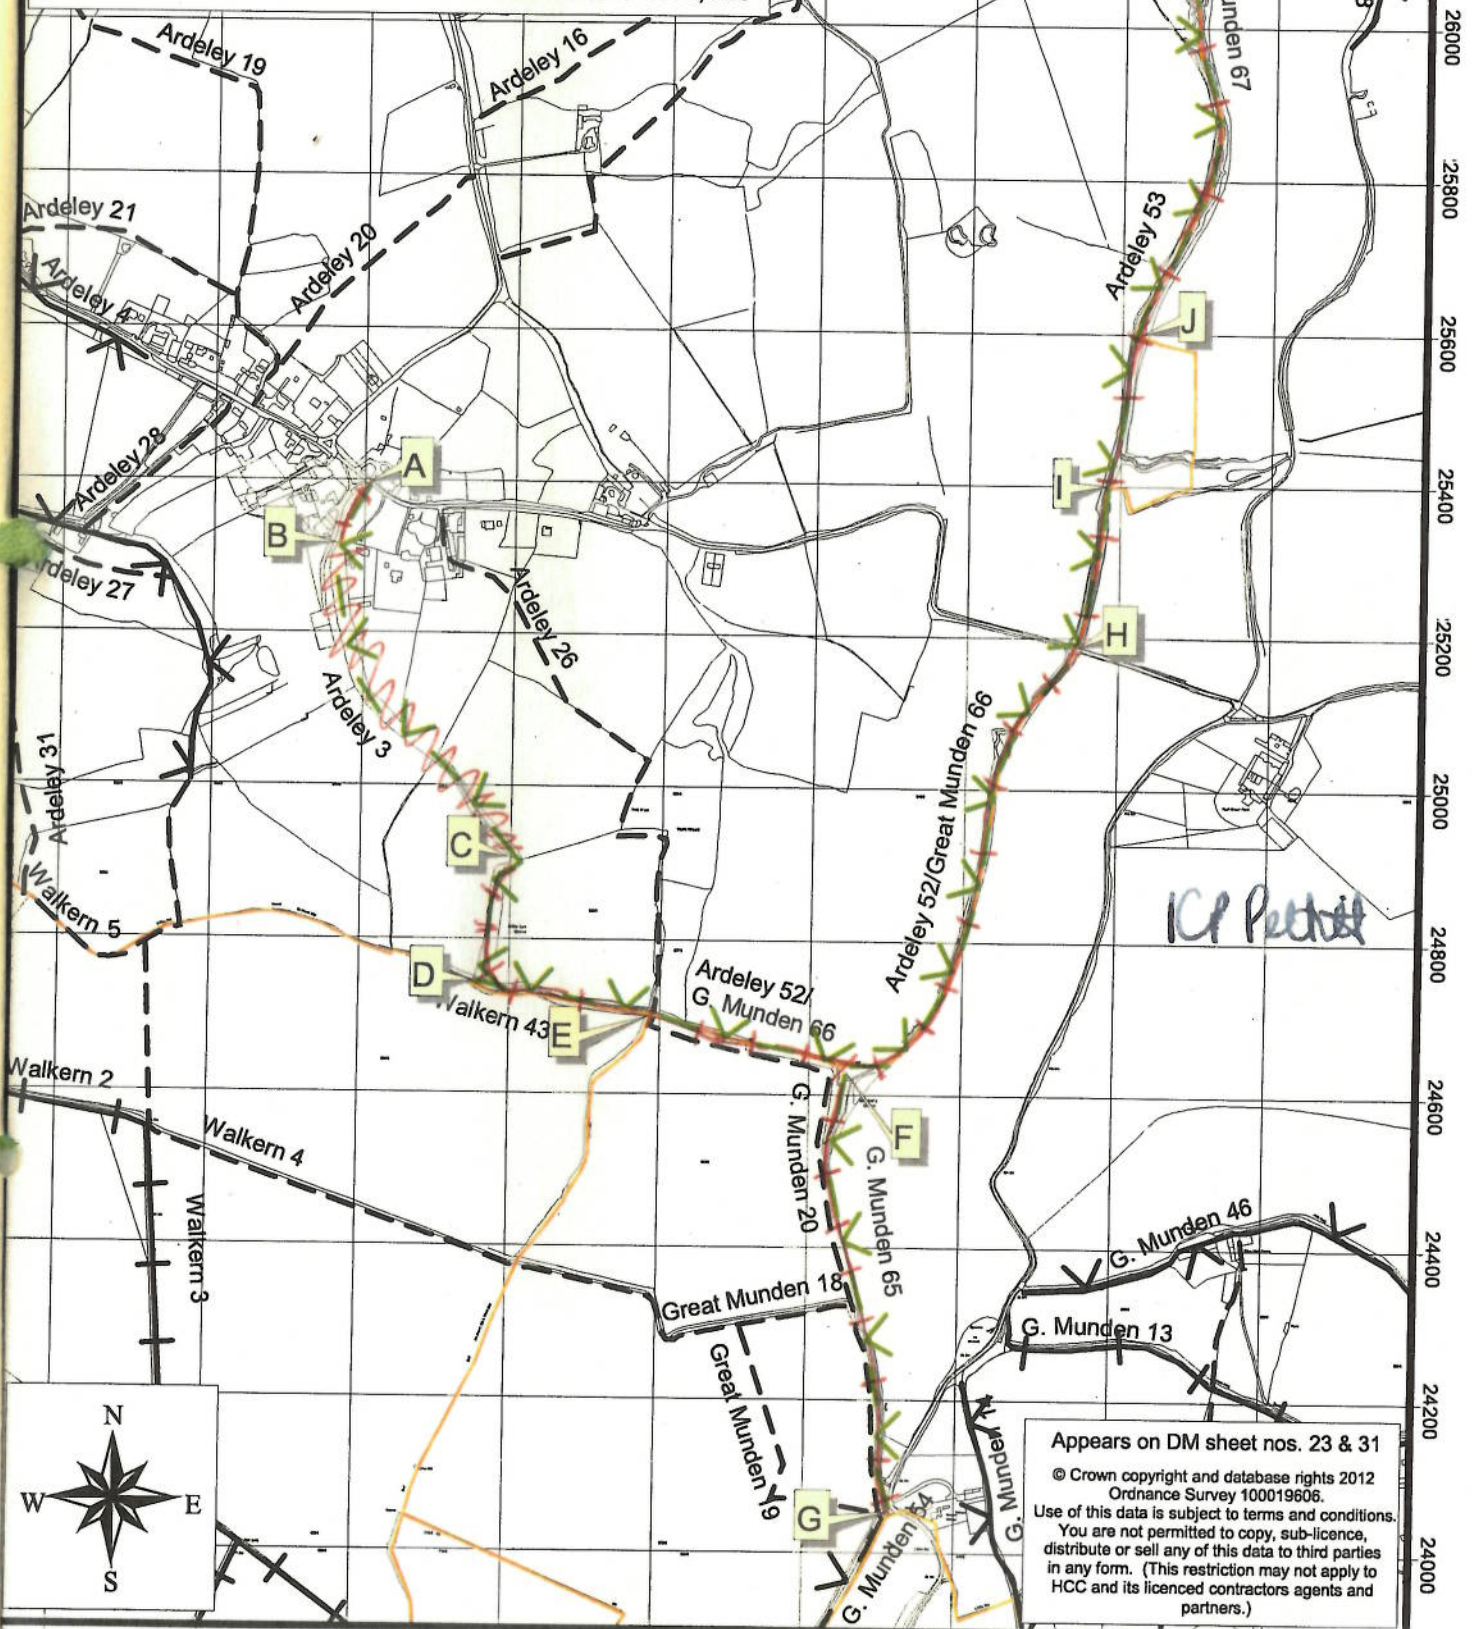 26000
unden 67
Ardeley 19
Ardeley 16
25800
Ardeley 21
Ardeley 20
Ardeley 53
Ardeley 4
J
25600
Ardeley 28
A
I
25400
B
Ardeley 27
Ardeley 26
H
25200
Ardeley 3
Ardeley 52/Great Munden 66
Ardeley 31
25000
C
Walkern 5
24800
D
Ardeley 52/
G. Munden 66
Walkern 43
E
Walkern 2
24600
Walkern 4
G. Munden 20
F
G. Munden 65
Walkern 3
G. Munden 46
24400
Great Munden 18
G. Munden 13
Great Munden 19
24200
G. Munden
G
G. Munden 54
24000
N
W E
S
Appears on DM sheet nos. 23 & 31
© Crown copyright and database rights 2012
Ordnance Survey 100019606.
Use of this data is subject to terms and conditions.
You are not permitted to copy, sub-licence,
distribute or sell any of this data to third parties
in any form. (This restriction may not apply to
HCC and its licenced contractors agents and
partners.)